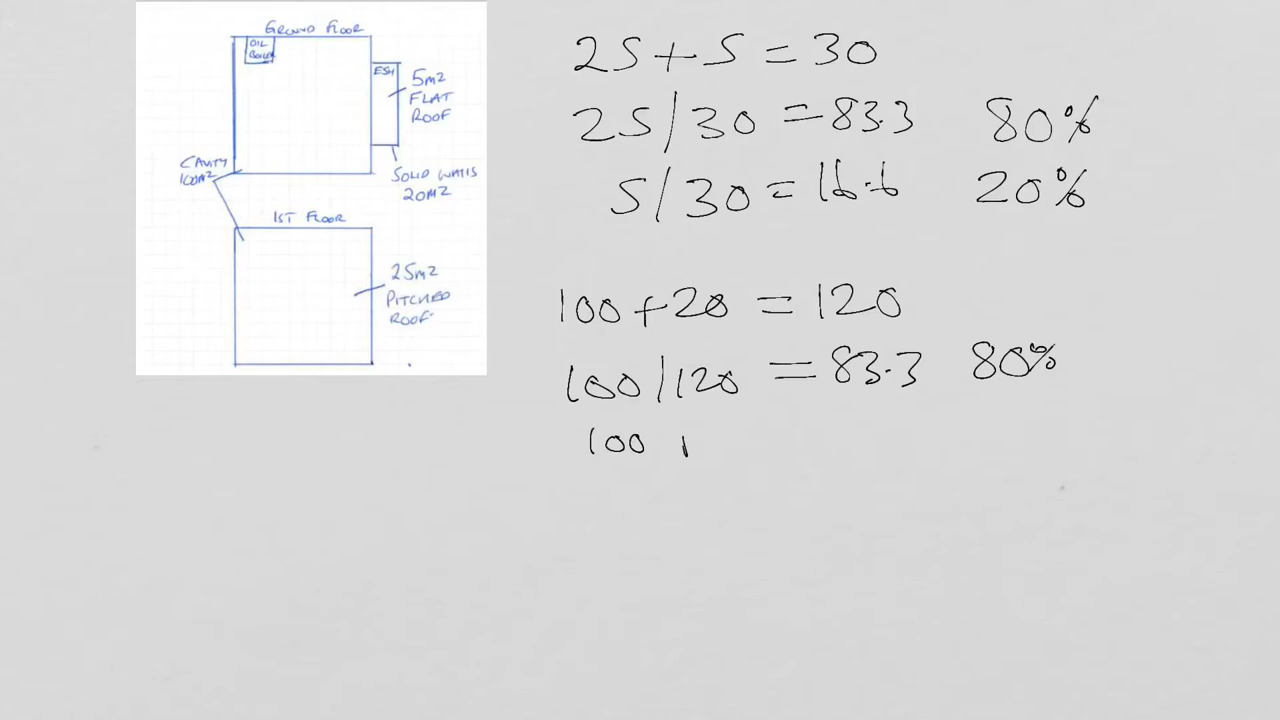 GROUND FLOOR
OIL
BOILER
ESH
5m2
FLAT
ROOF
CAVITY
100m2
SOLID WALLS
20m2
1ST FLOOR
25m2
PITCHED
ROOF
25 + 5 = 30
25/30 = 83.3 80%
5/30 = 16.6 20%
100 + 20 = 120
100/120 = 83.3 80%
100